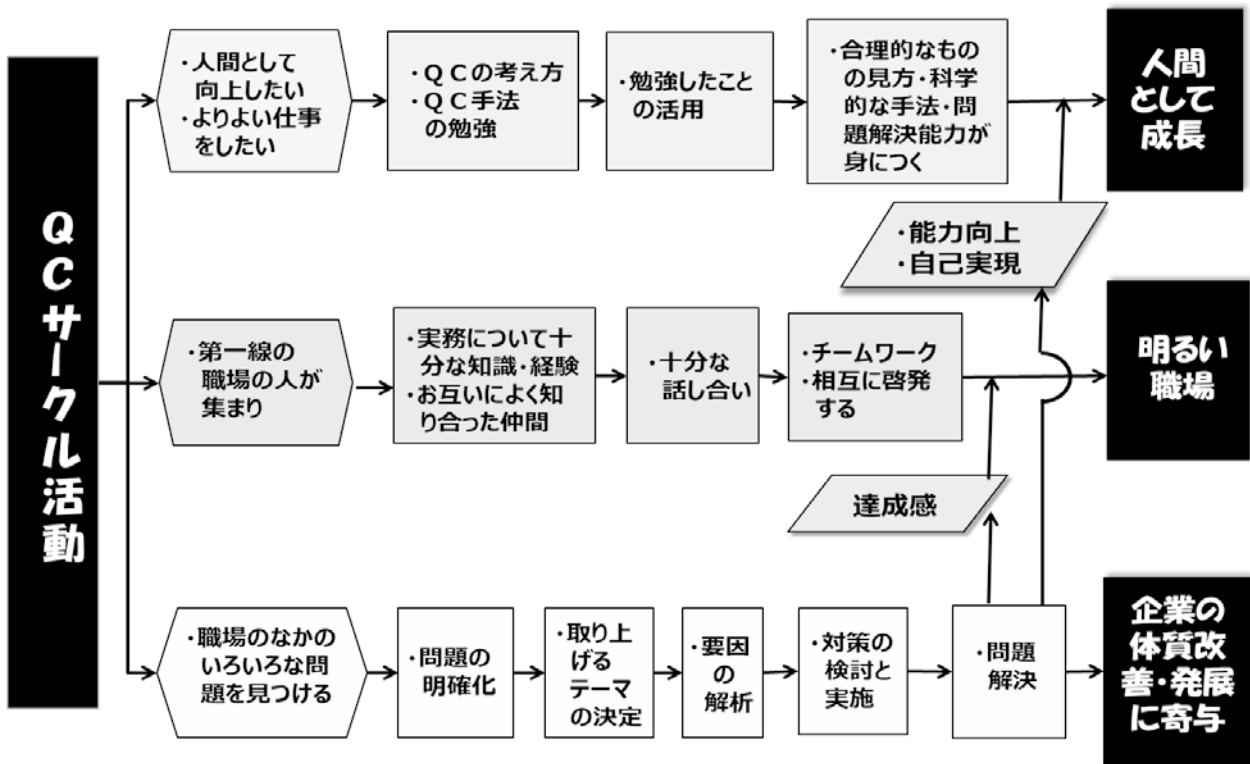 QCサークル活動
・人間として
向上したい
・よりよい仕事
をしたい
・QCの考え方
・QC手法
の勉強
・勉強したこと
の活用
・合理的なもの
の見方・科学
的な手法・問
題解決能力が
身につく
人間
として
成長
・能力向上
・自己実現
・第一線の
職場の人が
集まり
・実務について十
分な知識・経験
・お互いによく知
り合った仲間
・十分な
話し合い
・チームワーク
・相互に啓発
する
明るい
職場
達成感
・職場のなかの
いろいろな問
題を見つける
・問題の
明確化
・取り上
げる
テーマ
の決定
・要因
の
解析
・対策の
検討と
実施
・問題
解決
企業の
体質改
善・発展
に寄与